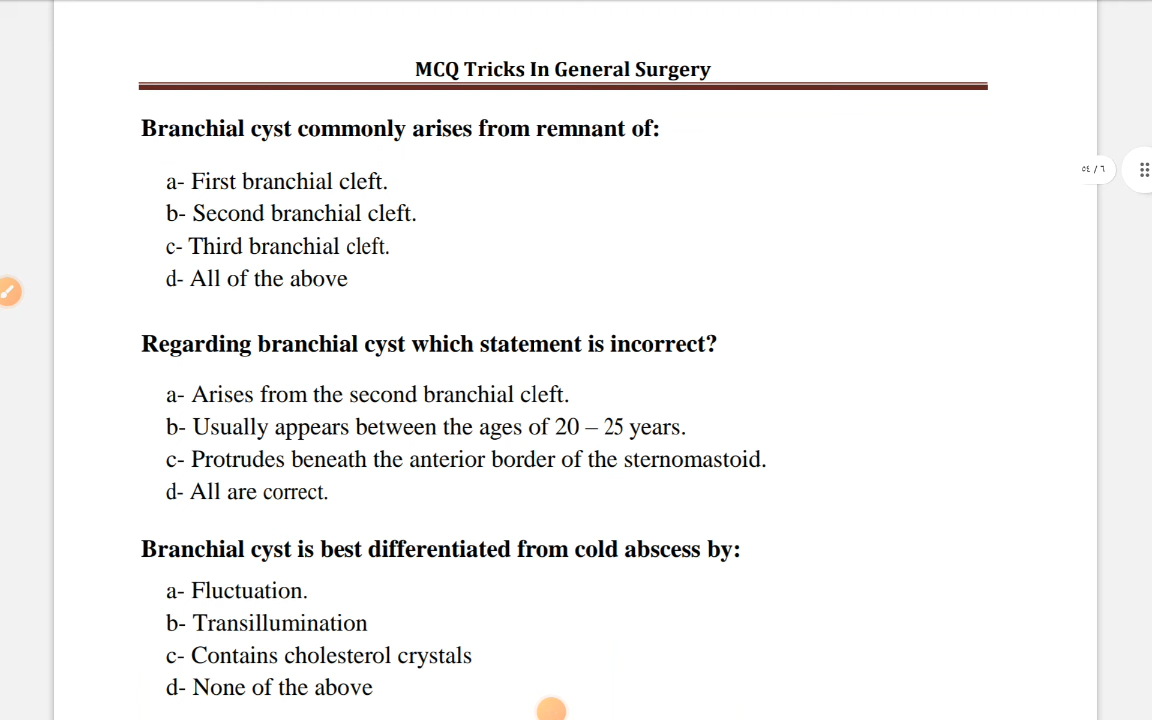 MCQ Tricks In General Surgery
Branchial cyst commonly arises from remnant of:
a- First branchial cleft.
b- Second branchial cleft.
٥٤ / ٦
c- Third branchial cleft.
d- All of the above
Regarding branchial cyst which statement is incorrect?
a- Arises from the second branchial cleft.
b- Usually appears between the ages of 20 – 25 years.
c- Protrudes beneath the anterior border of the sternomastoid.
d- All are correct.
Branchial cyst is best differentiated from cold abscess by:
a- Fluctuation.
b- Transillumination
c- Contains cholesterol crystals
d- None of the above